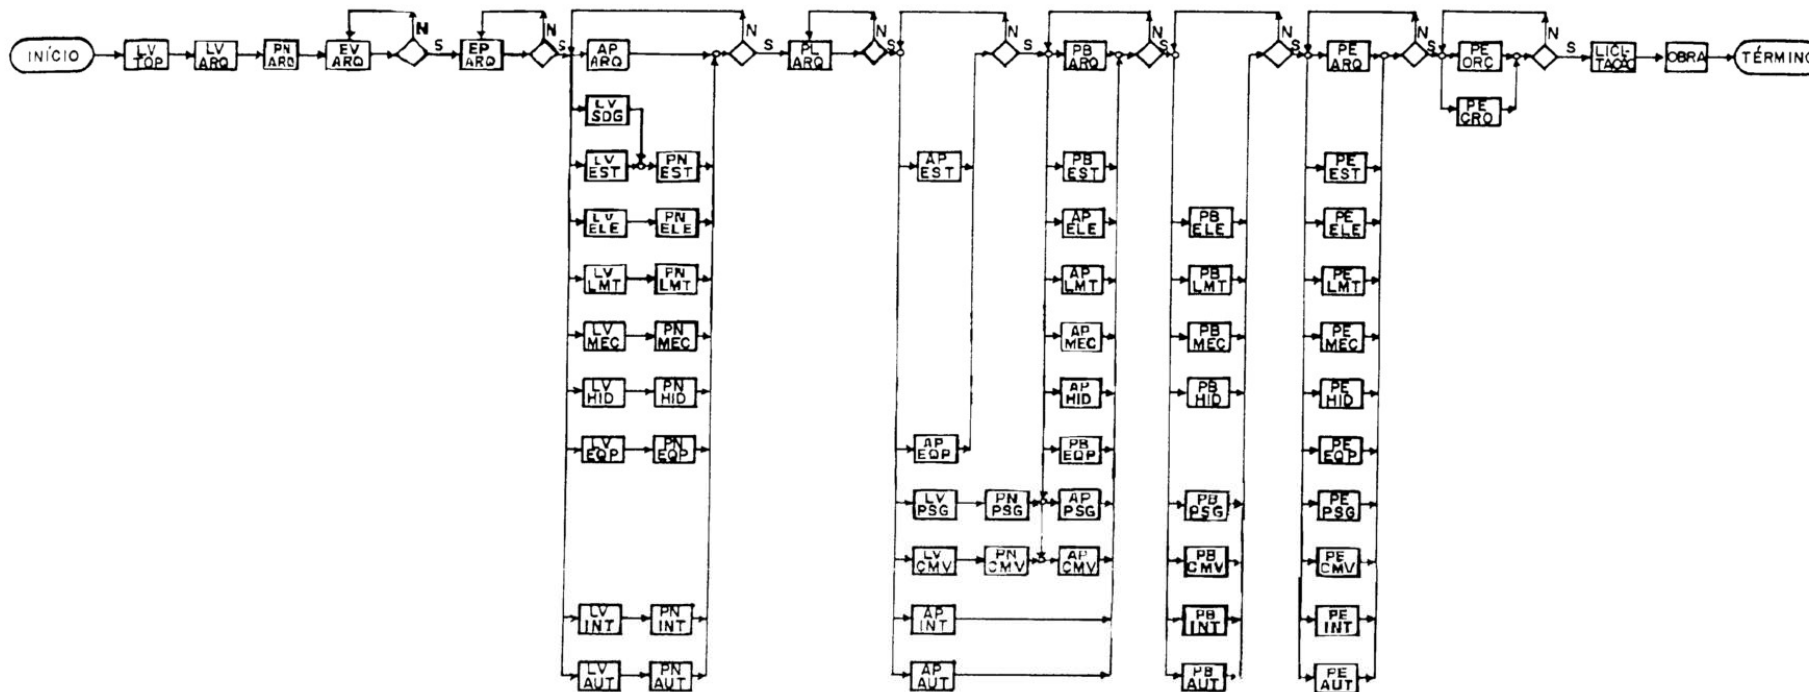 INÍCIO
LV
TOP
LV
ARQ
PN
ARQ
EV
ARQ
N
S
EP
ARQ
N
S
AP
ARQ
N
S
PL
ARQ
N
S
N
S
PB
ARQ
N
S
N
S
PE
ARQ
N
S
PE
ORC
N
S
LICI-
TAÇÃO
OBRA
TÉRMINO
LV
SDG
PE
CRO
LV
EST
PN
EST
AP
EST
PB
EST
PE
EST
LV
ELE
PN
ELE
AP
ELE
PB
ELE
PE
ELE
LV
LMT
PN
LMT
AP
LMT
PB
LMT
PE
LMT
LV
MEC
PN
MEC
AP
MEC
PB
MEC
PE
MEC
LV
HID
PN
HID
AP
HID
PB
HID
PE
HID
LV
EQP
PN
EQP
AP
EQP
PB
EQP
PE
EQP
LV
PSG
PN
PSG
AP
PSG
PB
PSG
PE
PSG
LV
CMV
PN
CMV
AP
CMV
PB
CMV
PE
CMV
LV
INT
PN
INT
AP
INT
PB
INT
PE
INT
LV
AUT
PN
AUT
AP
AUT
PB
AUT
PE
AUT